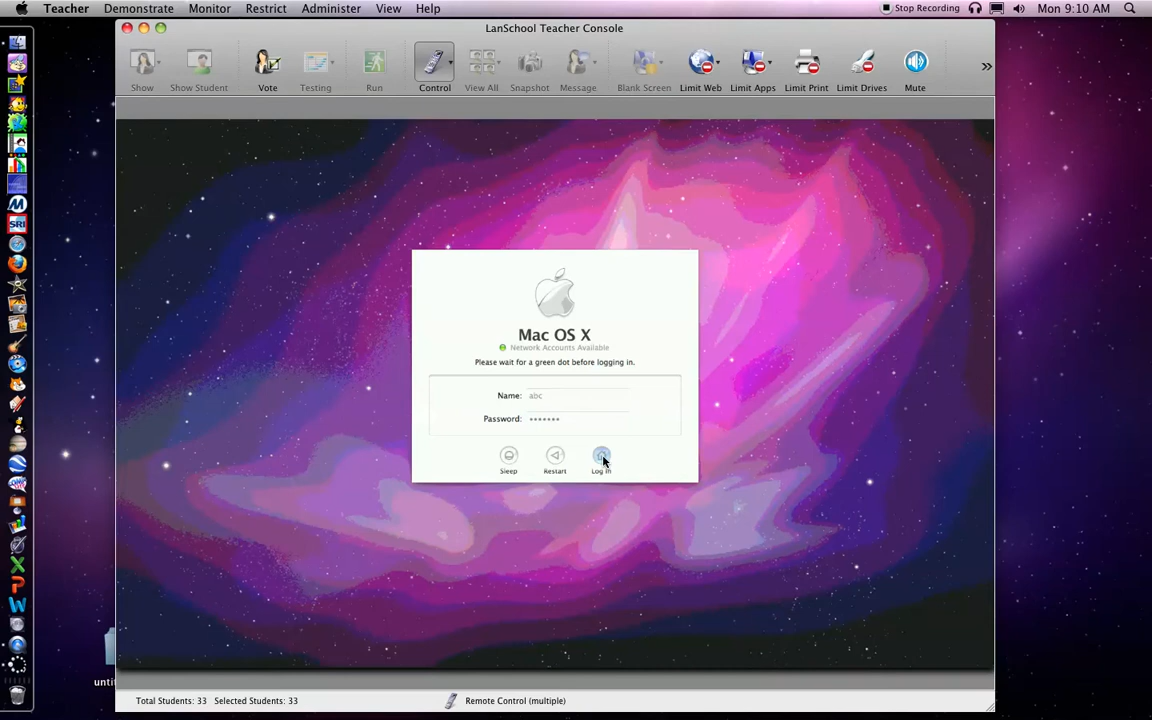 Teacher Demonstrate Monitor Restrict Administer View Help Stop Recording Mon 9:10 AM
LanSchool Teacher Console
Show Show Student Vote Testing Run Control View All Snapshot Message Blank Screen Limit Web Limit Apps Limit Print Limit Drives Mute
SRI
Mac OS X
Network Accounts Available
Please wait for a green dot before logging in.
Name: abc
Password: •••••••
Sleep Restart Log In
untit
Total Students: 33 Selected Students: 33 Remote Control (multiple)